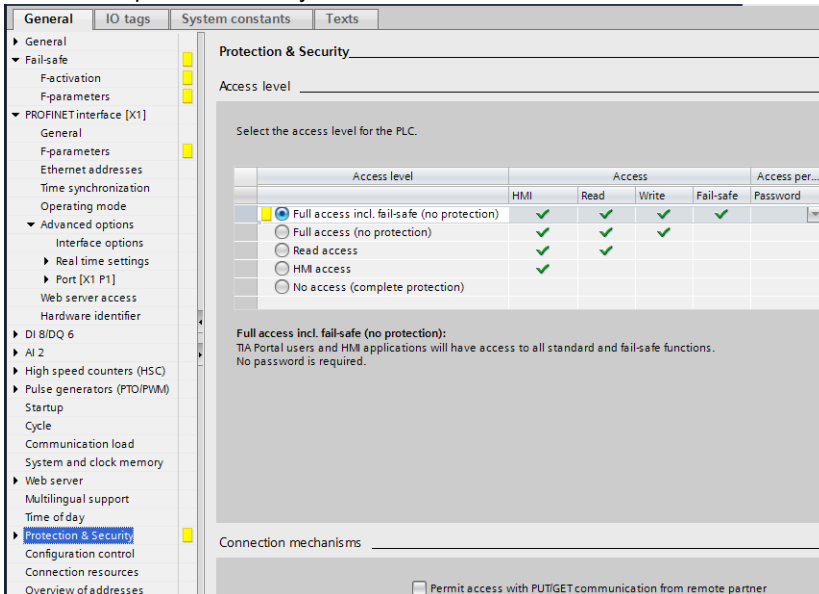 General IO tags System constants Texts
General
Fail-safe
F-activation
F-parameters
PROFINET interface [X1]
General
F-parameters
Ethernet addresses
Time synchronization
Operating mode
Advanced options
Interface options
Real time settings
Port [X1 P1]
Web server access
Hardware identifier
DI 8/DQ 6
AI 2
High speed counters (HSC)
Pulse generators (PTO/PWM)
Startup
Cycle
Communication load
System and clock memory
Web server
Multilingual support
Time of day
Protection & Security
Configuration control
Connection resources
Overview of addresses
Protection & Security
Access level
Select the access level for the PLC.
Access level Access Access per...
HMI Read Write Fail-safe Password
Full access incl. fail-safe (no protection)
Full access (no protection)
Read access
HMI access
No access (complete protection)
Full access incl. fail-safe (no protection):
TIA Portal users and HMI applications will have access to all standard and fail-safe functions.
No password is required.
Connection mechanisms
Permit access with PUT/GET communication from remote partner